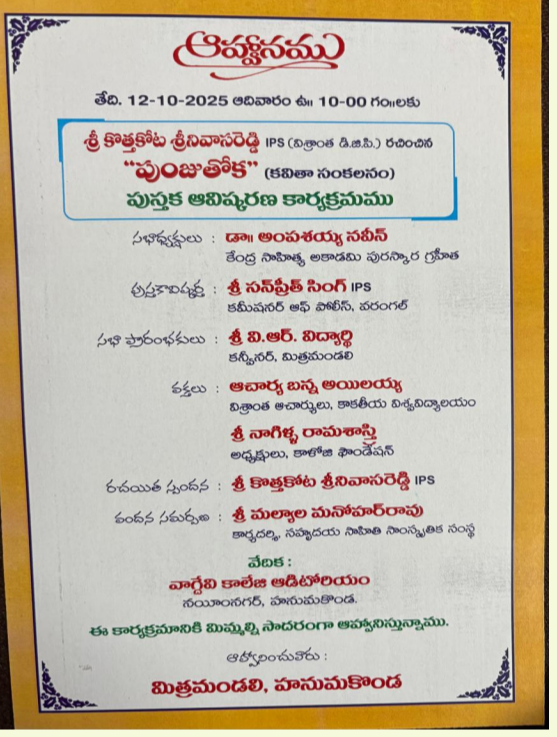 ఆహ్వానము
తేది. 12-10-2025 ఆదివారం ఉ॥ 10-00 గం॥లకు
శ్రీ కొత్తకోట శ్రీనివాసరెడ్డి IPS (విశ్రాంత డి.జి.పి.) రచించిన
“పుంజుతోక” (కవితా సంకలనం)
పుస్తక ఆవిష్కరణ కార్యక్రమము
సభాధ్యక్షులు : డా॥ అంపశయ్య నవీన్
కేంద్ర సాహిత్య అకాడమి పురస్కార గ్రహీత
పుస్తకావిష్కర్త : శ్రీ సన్‌ప్రీత్ సింగ్ IPS
కమీషనర్ ఆఫ్ పోలీస్, వరంగల్
సభా ప్రారంభకులు : శ్రీ వి.ఆర్. విద్యార్థి
కన్వీనర్, మిత్రమండలి
వక్తలు : ఆచార్య బన్న అయిలయ్య
విశ్రాంత ఆచార్యులు, కాకతీయ విశ్వవిద్యాలయం
శ్రీ నాగిళ్ళ రామశాస్త్రి
అధ్యక్షులు, కాళోజి ఫౌండేషన్
రచయిత స్పందన : శ్రీ కొత్తకోట శ్రీనివాసరెడ్డి IPS
వందన సమర్పణ : శ్రీ మల్యాల మనోహర్‌రావు
కార్యదర్శి, సహృదయ సాహితి సాంస్కృతిక సంస్థ
వేదిక :
వాగ్దేవి కాలేజి ఆడిటోరియం
నయీంనగర్, హనుమకొండ.
ఈ కార్యక్రమానికి మిమ్మల్ని సాదరంగా ఆహ్వానిస్తున్నాము.
ఆహ్వానించువారు :
మిత్రమండలి, హనుమకొండ